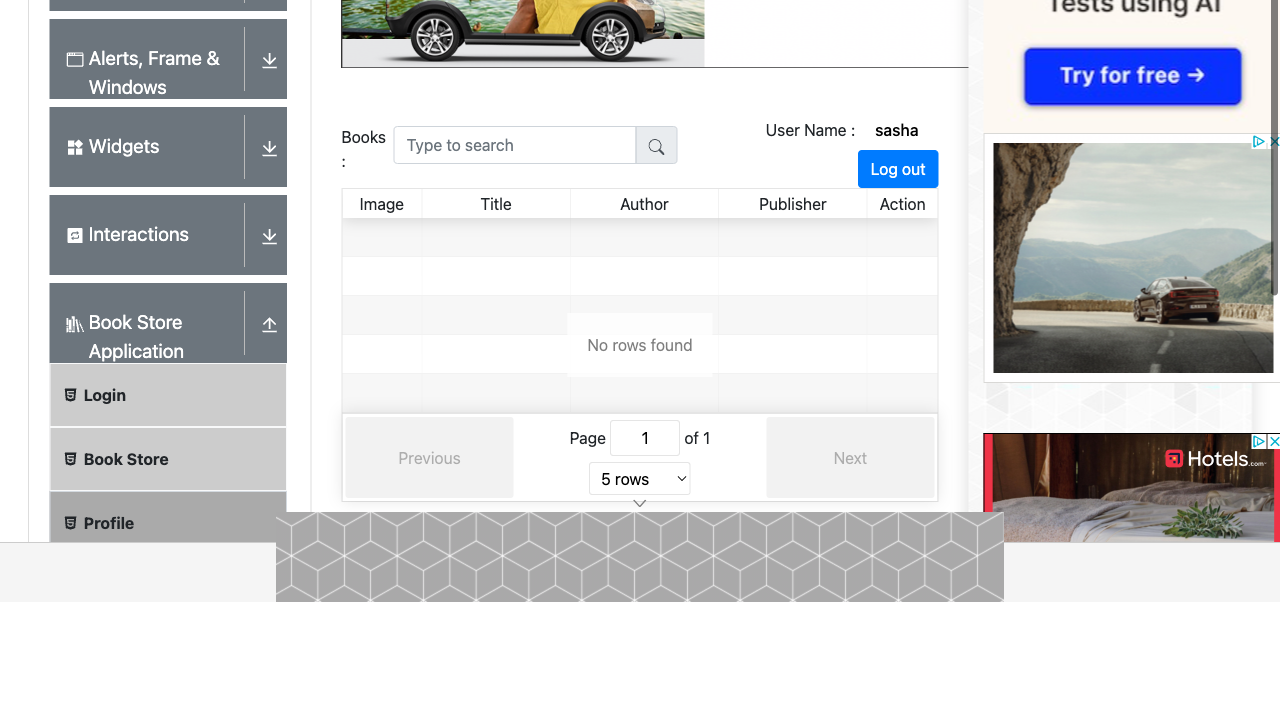 Tests using AI
Alerts, Frame &
Windows
Try for free →
Books
:
Type to search
User Name :
sasha
Widgets
Log out
Image
Title
Author
Publisher
Action
Interactions
Book Store
Application
No rows found
Login
Previous
Page
1
of 1
Next
5 rows
Book Store
Hotels.com
Profile